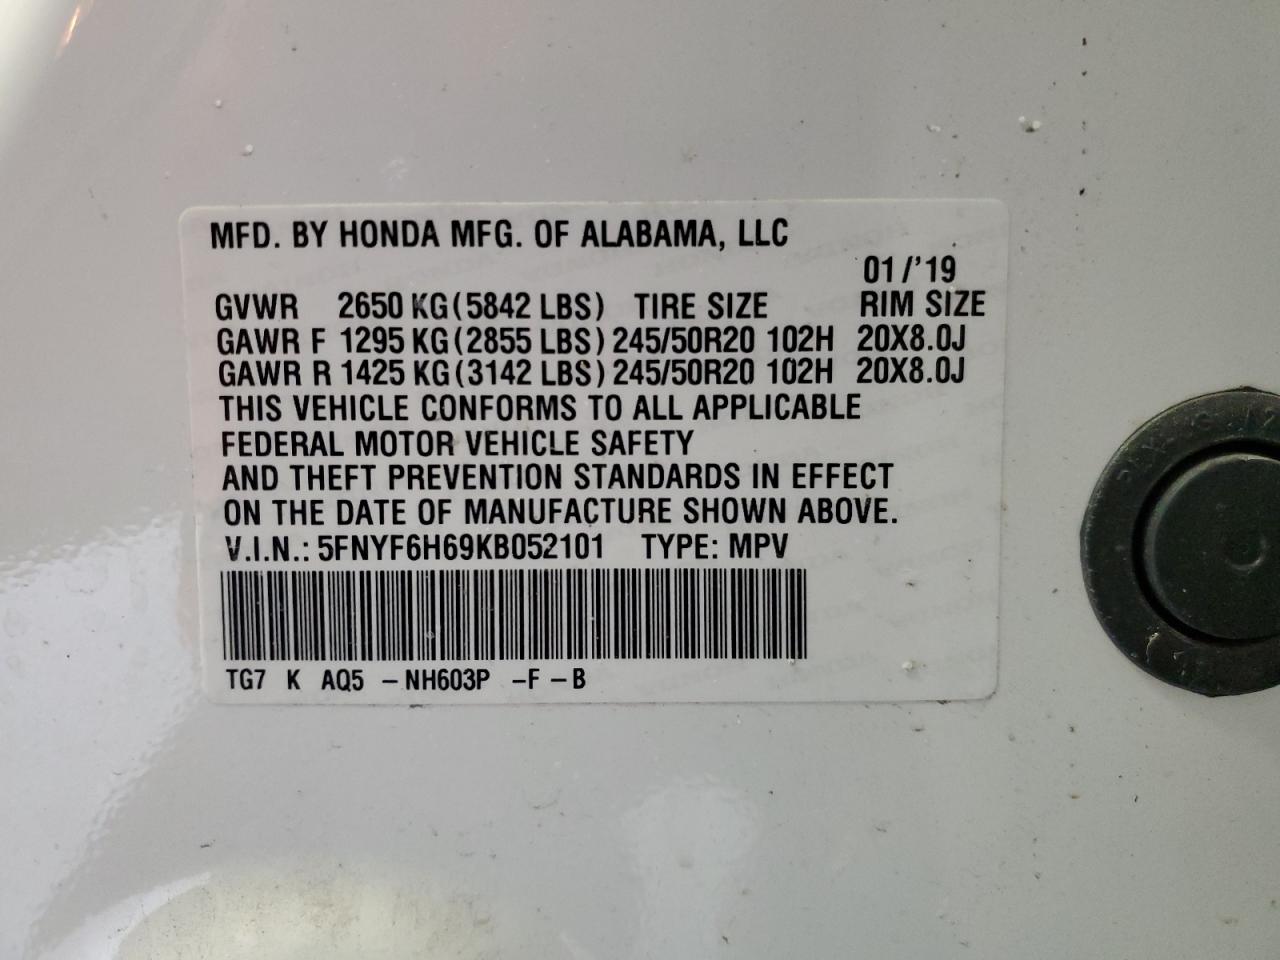 MFD. BY HONDA MFG. OF ALABAMA, LLC
01/'19
GVWR 2650 KG (5842 LBS) TIRE SIZE RIM SIZE
GAWR F 1295 KG (2855 LBS) 245/50R20 102H 20X8.0J
GAWR R 1425 KG (3142 LBS) 245/50R20 102H 20X8.0J
THIS VEHICLE CONFORMS TO ALL APPLICABLE
FEDERAL MOTOR VEHICLE SAFETY
AND THEFT PREVENTION STANDARDS IN EFFECT
ON THE DATE OF MANUFACTURE SHOWN ABOVE.
V.I.N.: 5FNYF6H69KB052101 TYPE: MPV
TG7 K AQ5 -NH603P -F -B